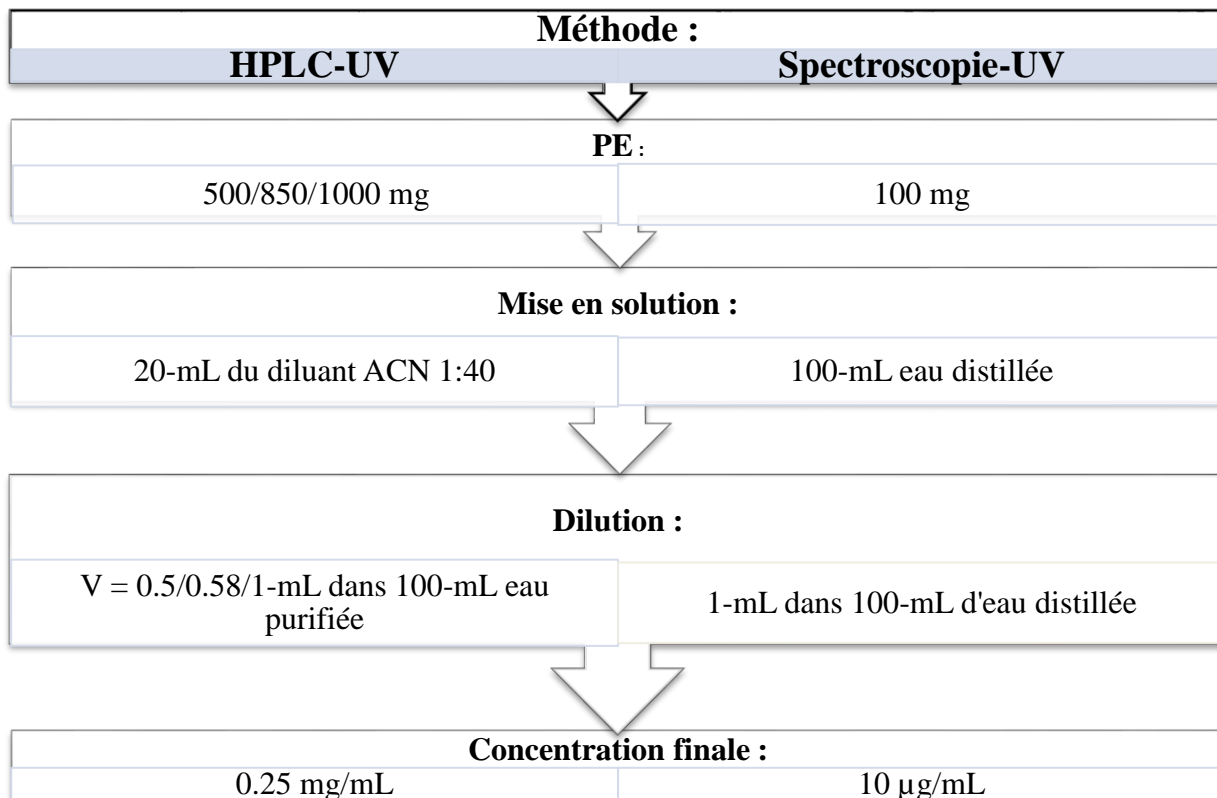 Méthode :
HPLC-UV Spectroscopie-UV
PE :
500/850/1000 mg 100 mg
Mise en solution :
20-mL du diluant ACN 1:40 100-mL eau distillée
Dilution :
V = 0.5/0.58/1-mL dans 100-mL eau
purifiée
1-mL dans 100-mL d'eau distillée
Concentration finale :
0.25 mg/mL 10 µg/mL